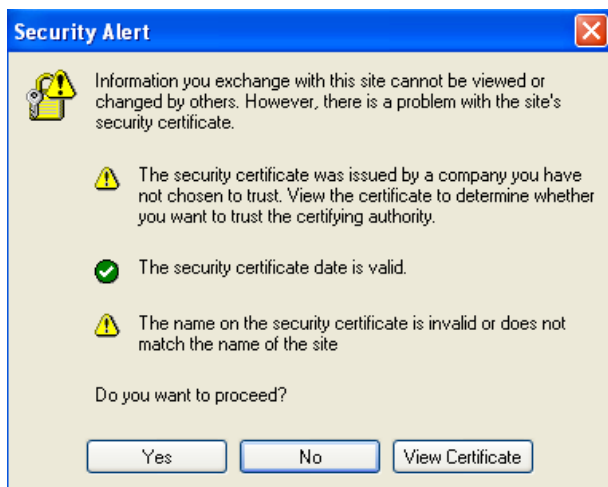 Security Alert
Information you exchange with this site cannot be viewed or
changed by others. However, there is a problem with the site's
security certificate.
The security certificate was issued by a company you have
not chosen to trust. View the certificate to determine whether
you want to trust the certifying authority.
The security certificate date is valid.
The name on the security certificate is invalid or does not
match the name of the site
Do you want to proceed?
Yes
No
View Certificate